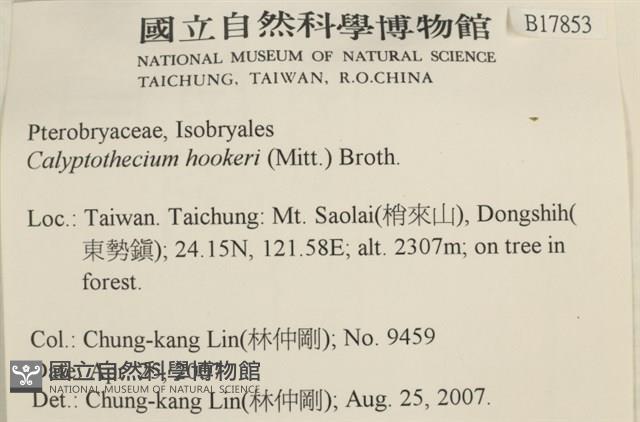 國立自然科學博物館
B17853
NATIONAL MUSEUM OF NATURAL SCIENCE
TAICHUNG, TAIWAN, R.O.CHINA
Pterobryaceae, Isobryales
Calyptothecium hookeri (Mitt.) Broth.
Loc.: Taiwan. Taichung: Mt. Saolai(梢來山), Dongshih(
東勢鎮); 24.15N, 121.58E; alt. 2307m; on tree in
forest.
Col.: Chung-kang Lin(林仲剛); No. 9459
國立自然科學博物館
NATIONAL MUSEUM OF NATURAL SCIENCE
Det.: Chung-kang Lin(林仲剛); Aug. 25, 2007.